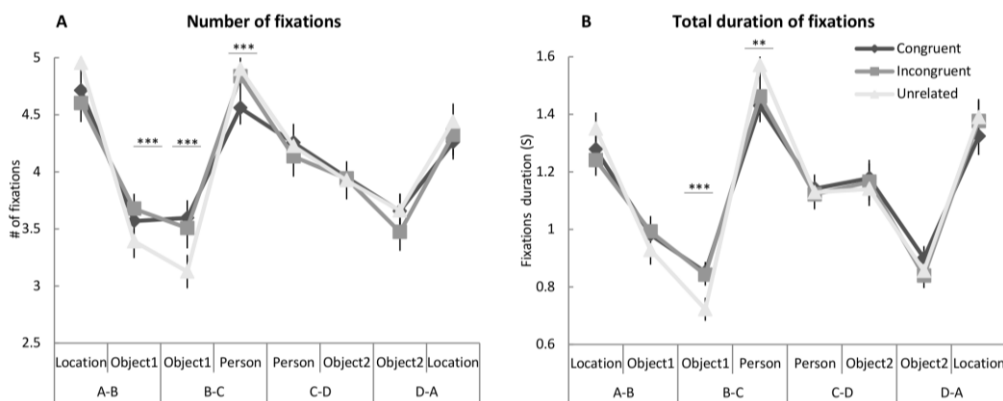 A Number of fixations
5
4.5
4
3.5
3
2.5
# of fixations
***
***
***
Location Object1 Object1 Person Person Object2 Object2 Location
A-B B-C C-D D-A
B Total duration of fixations
1.6
1.4
1.2
1
0.8
0.6
Fixations duration (S)
**
***
Congruent
Incongruent
Unrelated
Location Object1 Object1 Person Person Object2 Object2 Location
A-B B-C C-D D-A